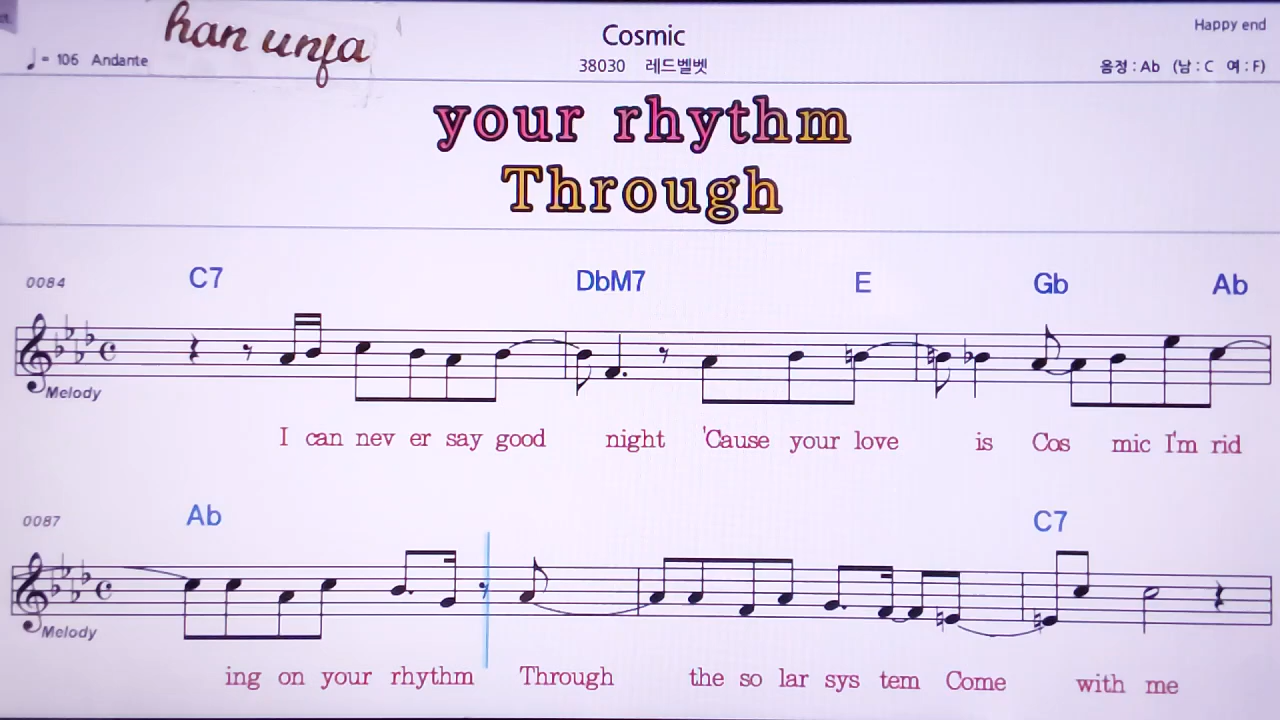 han unja
Cosmic
Happy end
♩= 106 Andante
38030 레드벨벳
음정 : Ab (남 : C 여 : F)
your rhythm
Through
0084
C7 DbM7 E Gb Ab
Melody
I can nev er say good night 'Cause your love is Cos mic I'm rid
0087
Ab C7
Melody
ing on your rhythm Through the so lar sys tem Come with me